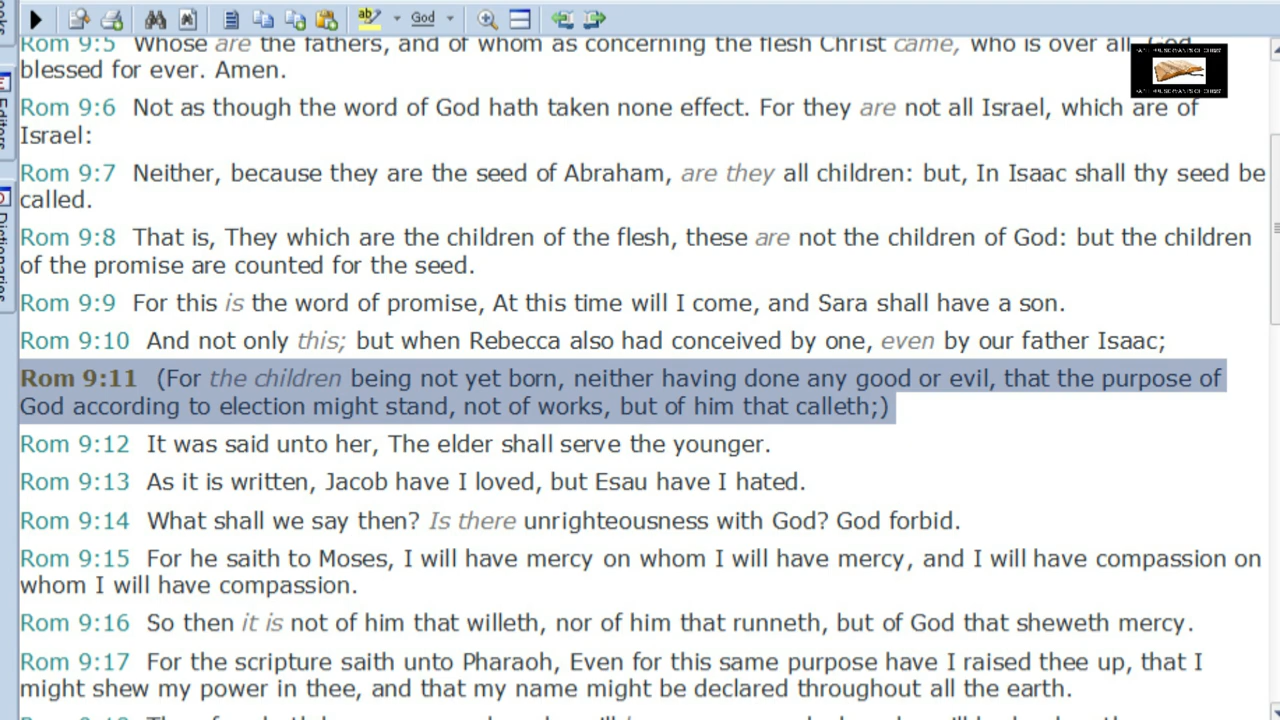 God
Rom 9:5 Whose are the fathers, and of whom as concerning the flesh Christ came, who is over all, God
blessed for ever. Amen.
Rom 9:6 Not as though the word of God hath taken none effect. For they are not all Israel, which are of
Israel:
Rom 9:7 Neither, because they are the seed of Abraham, are they all children: but, In Isaac shall thy seed be
called.
Rom 9:8 That is, They which are the children of the flesh, these are not the children of God: but the children
of the promise are counted for the seed.
Rom 9:9 For this is the word of promise, At this time will I come, and Sara shall have a son.
Rom 9:10 And not only this; but when Rebecca also had conceived by one, even by our father Isaac;
Rom 9:11 (For the children being not yet born, neither having done any good or evil, that the purpose of
God according to election might stand, not of works, but of him that calleth;)
Rom 9:12 It was said unto her, The elder shall serve the younger.
Rom 9:13 As it is written, Jacob have I loved, but Esau have I hated.
Rom 9:14 What shall we say then? Is there unrighteousness with God? God forbid.
Rom 9:15 For he saith to Moses, I will have mercy on whom I will have mercy, and I will have compassion on
whom I will have compassion.
Rom 9:16 So then it is not of him that willeth, nor of him that runneth, but of God that sheweth mercy.
Rom 9:17 For the scripture saith unto Pharaoh, Even for this same purpose have I raised thee up, that I
might shew my power in thee, and that my name might be declared throughout all the earth.
Editors
Dictionaries